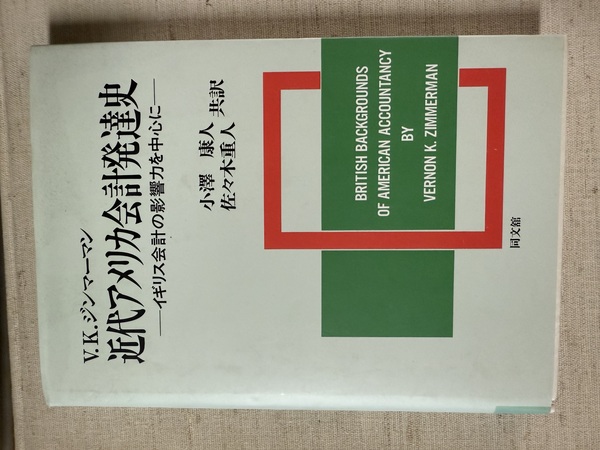 V.K.ジンマーマン
近代アメリカ会計発達史
―イギリス会計の影響力を中心に―
小澤 康人
佐々木重人 共訳
BRITISH BACKGROUNDS
OF AMERICAN ACCOUNTANCY
BY
VERNON K. ZIMMERMAN
同文舘